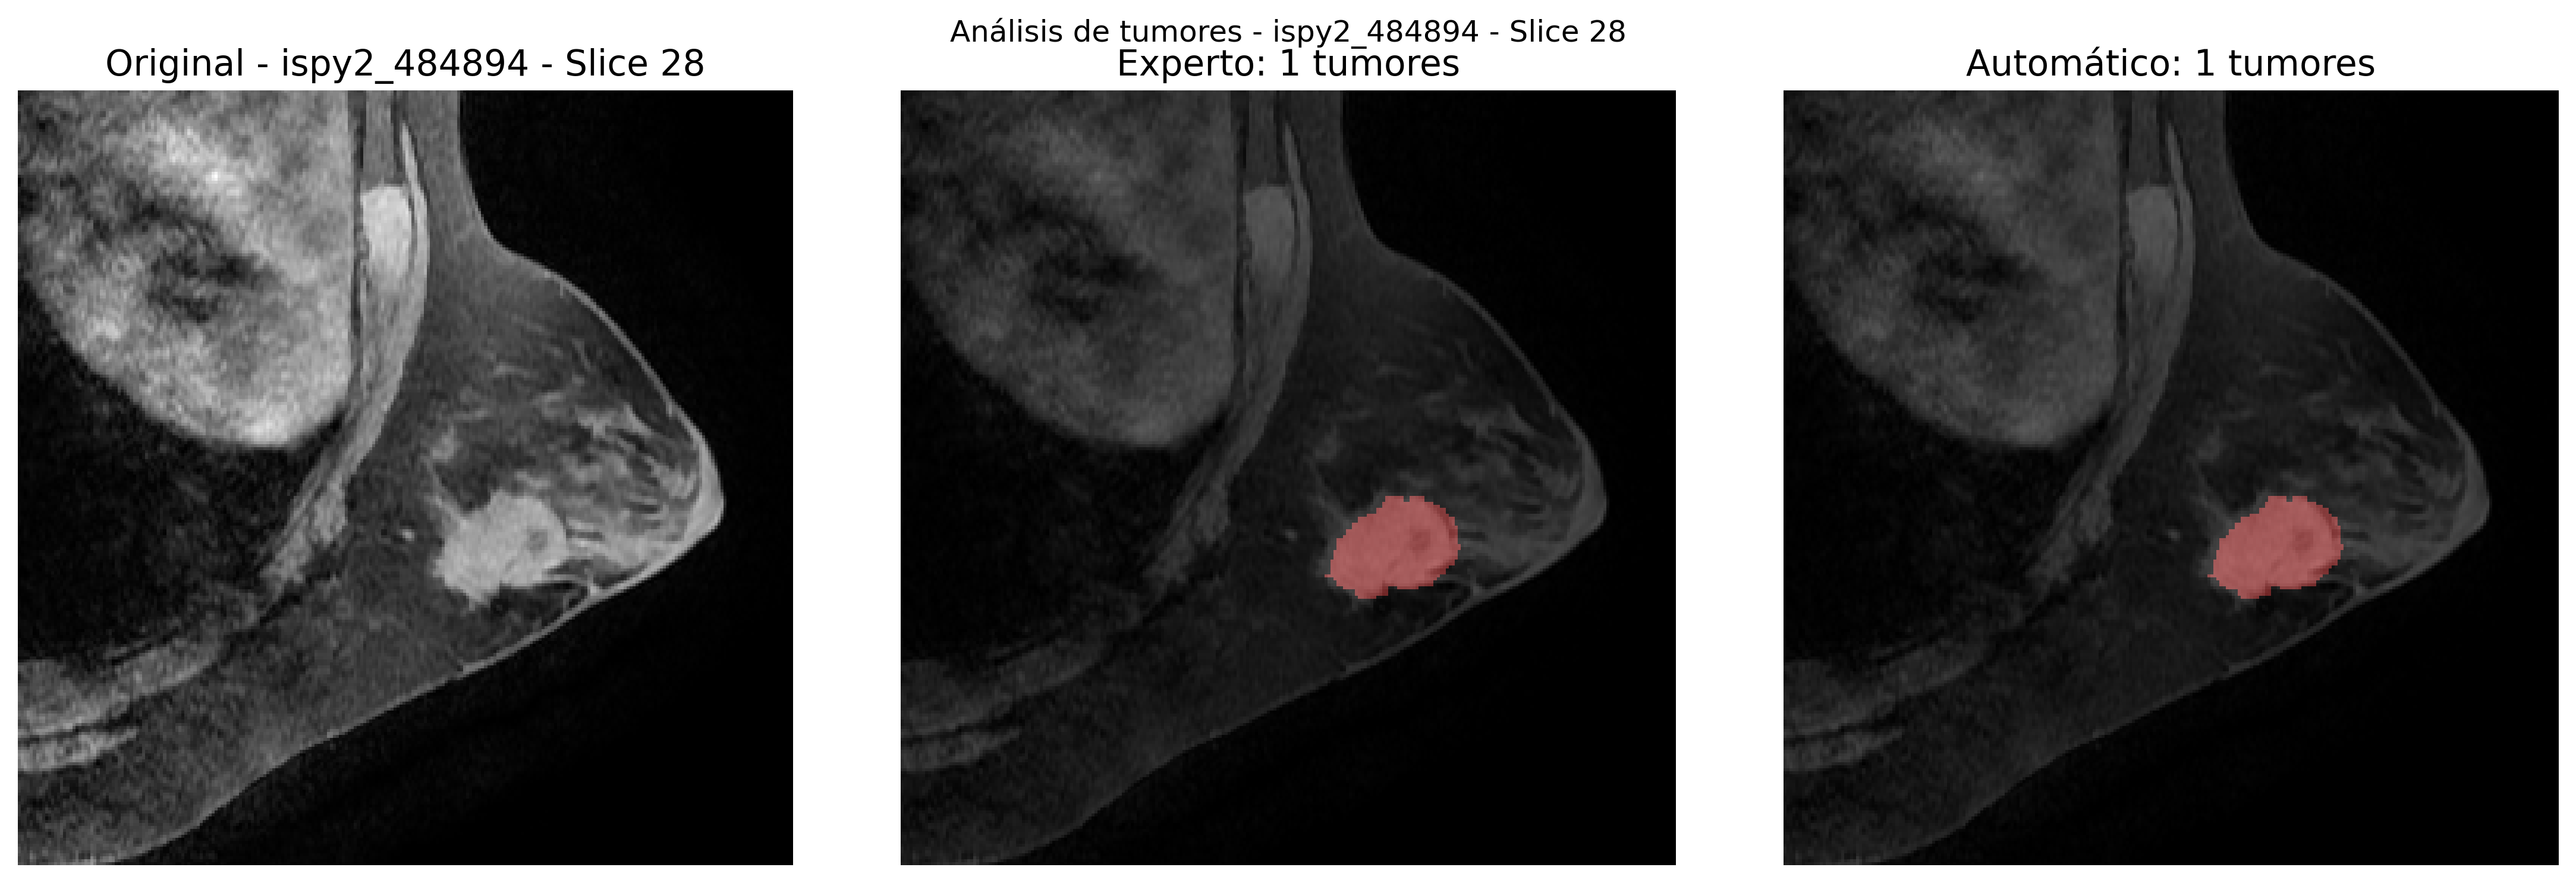 Análisis de tumores - ispy2_484894 - Slice 28
Original - ispy2_484894 - Slice 28
Experto: 1 tumores
Automático: 1 tumores